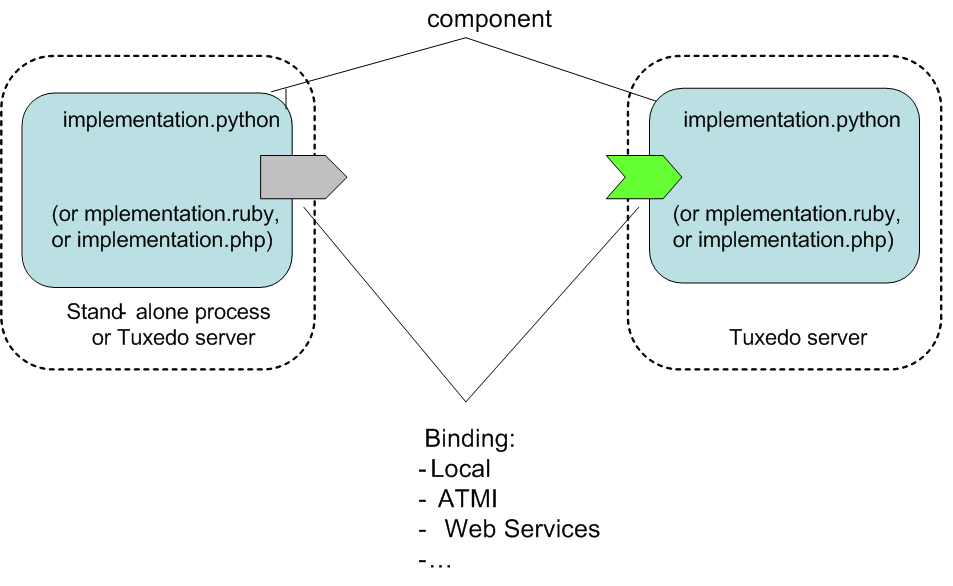 component
implementation.python
(or mplementation.ruby,
or implementation.php)
Stand- alone process
or Tuxedo server
implementation.python
(or mplementation.ruby,
or implementation.php)
Tuxedo server
Binding:
-Local
- ATMI
- Web Services
-...